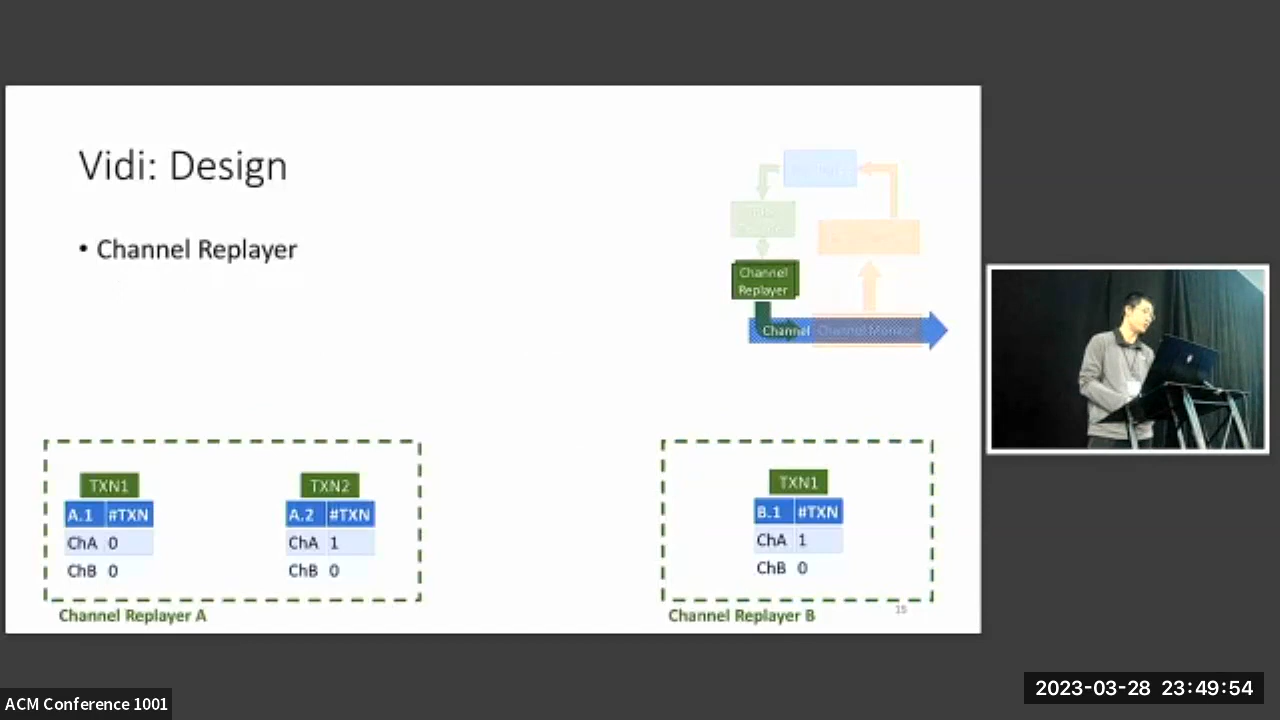 Vidi: Design
• Channel Replayer
Channel
Replayer
Channel
Channel Monitor
TXN1
A.1 #TXN
ChA 0
ChB 0
TXN2
A.2 #TXN
ChA 1
ChB 0
Channel Replayer A
TXN1
B.1 #TXN
ChA 1
ChB 0
Channel Replayer B
15
ACM Conference 1001
2023-03-28 23:49:54